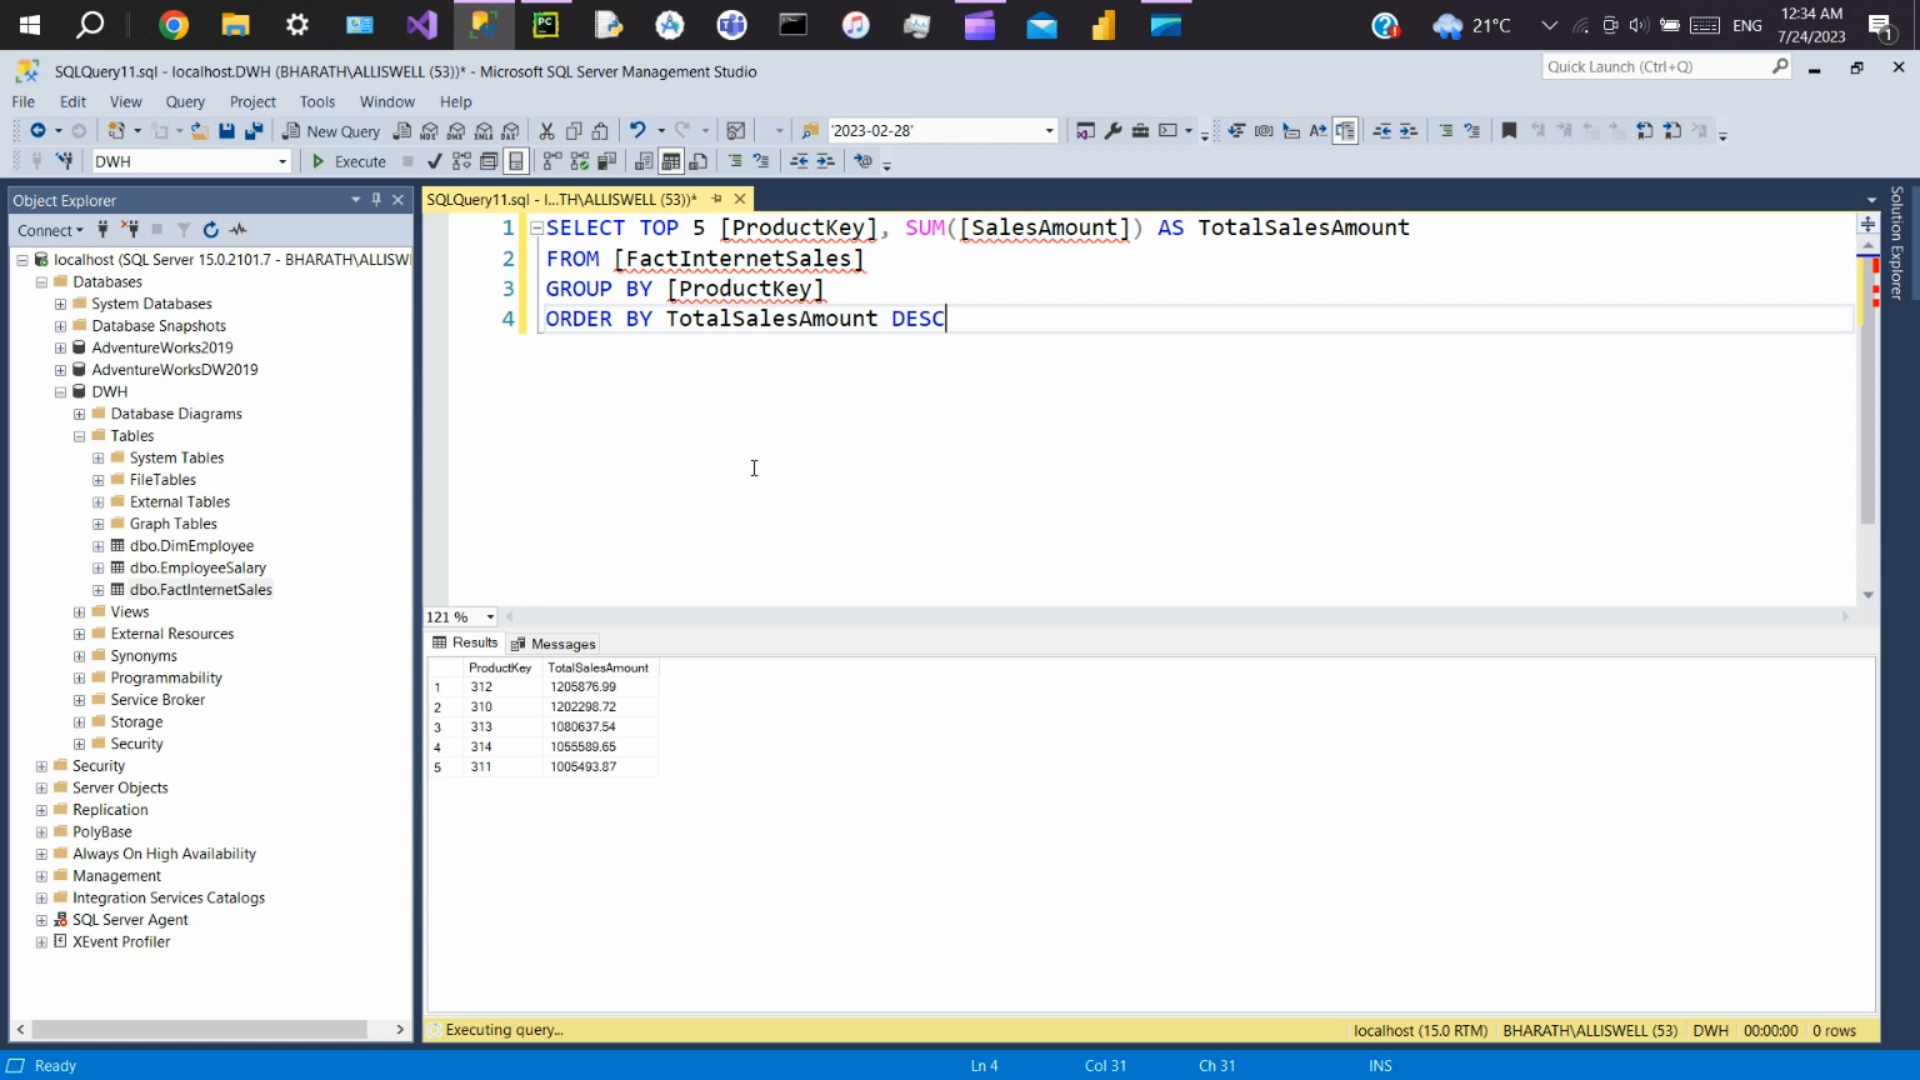 PC
21°C
ENG
12:34 AM
7/24/2023
1
SQLQuery11.sql - localhost.DWH (BHARATH\ALLISWELL (53))* - Microsoft SQL Server Management Studio
Quick Launch (Ctrl+Q)
File Edit View Query Project Tools Window Help
New Query MDX DMX XMLA DAX '2023-02-28'
DWH Execute
Object Explorer
Connect
localhost (SQL Server 15.0.2101.7 - BHARATH\ALLISW
Databases
System Databases
Database Snapshots
AdventureWorks2019
AdventureWorksDW2019
DWH
Database Diagrams
Tables
System Tables
FileTables
External Tables
Graph Tables
dbo.DimEmployee
dbo.EmployeeSalary
dbo.FactInternetSales
Views
External Resources
Synonyms
Programmability
Service Broker
Storage
Security
Security
Server Objects
Replication
PolyBase
Always On High Availability
Management
Integration Services Catalogs
SQL Server Agent
XEvent Profiler
SQLQuery11.sql - l...TH\ALLISWELL (53))*
1 SELECT TOP 5 [ProductKey], SUM([SalesAmount]) AS TotalSalesAmount
2 FROM [FactInternetSales]
3 GROUP BY [ProductKey]
4 ORDER BY TotalSalesAmount DESC
121 %
Results Messages
ProductKey TotalSalesAmount
1 312 1205876.99
2 310 1202298.72
3 313 1080637.54
4 314 1055589.65
5 311 1005493.87
Executing query... localhost (15.0 RTM) BHARATH\ALLISWELL (53) DWH 00:00:00 0 rows
Solution Explorer
Ready Ln 4 Col 31 Ch 31 INS